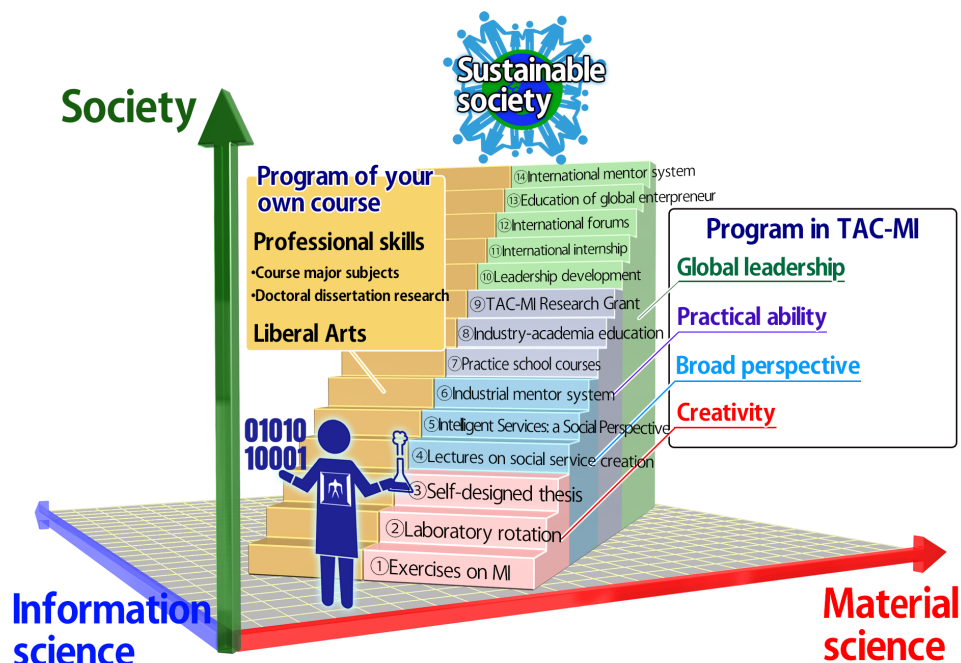 Sustainable
society
Society
Program of your
own course
Professional skills
•Course major subjects
•Doctoral dissertation research
Liberal Arts
⑭International mentor system
⑬Education of global enterpreneur
⑫International forums
⑪International internship
⑩Leadership development
⑨TAC-MI Research Grant
⑧Industry-academia education
⑦Practice school courses
⑥Industrial mentor system
⑤Intelligent Services: a Social Perspective
④Lectures on social service creation
③Self-designed thesis
②Laboratory rotation
①Exercises on MI
Program in TAC-MI
Global leadership
Practical ability
Broad perspective
Creativity
01010
10001
Information
science
Material
science